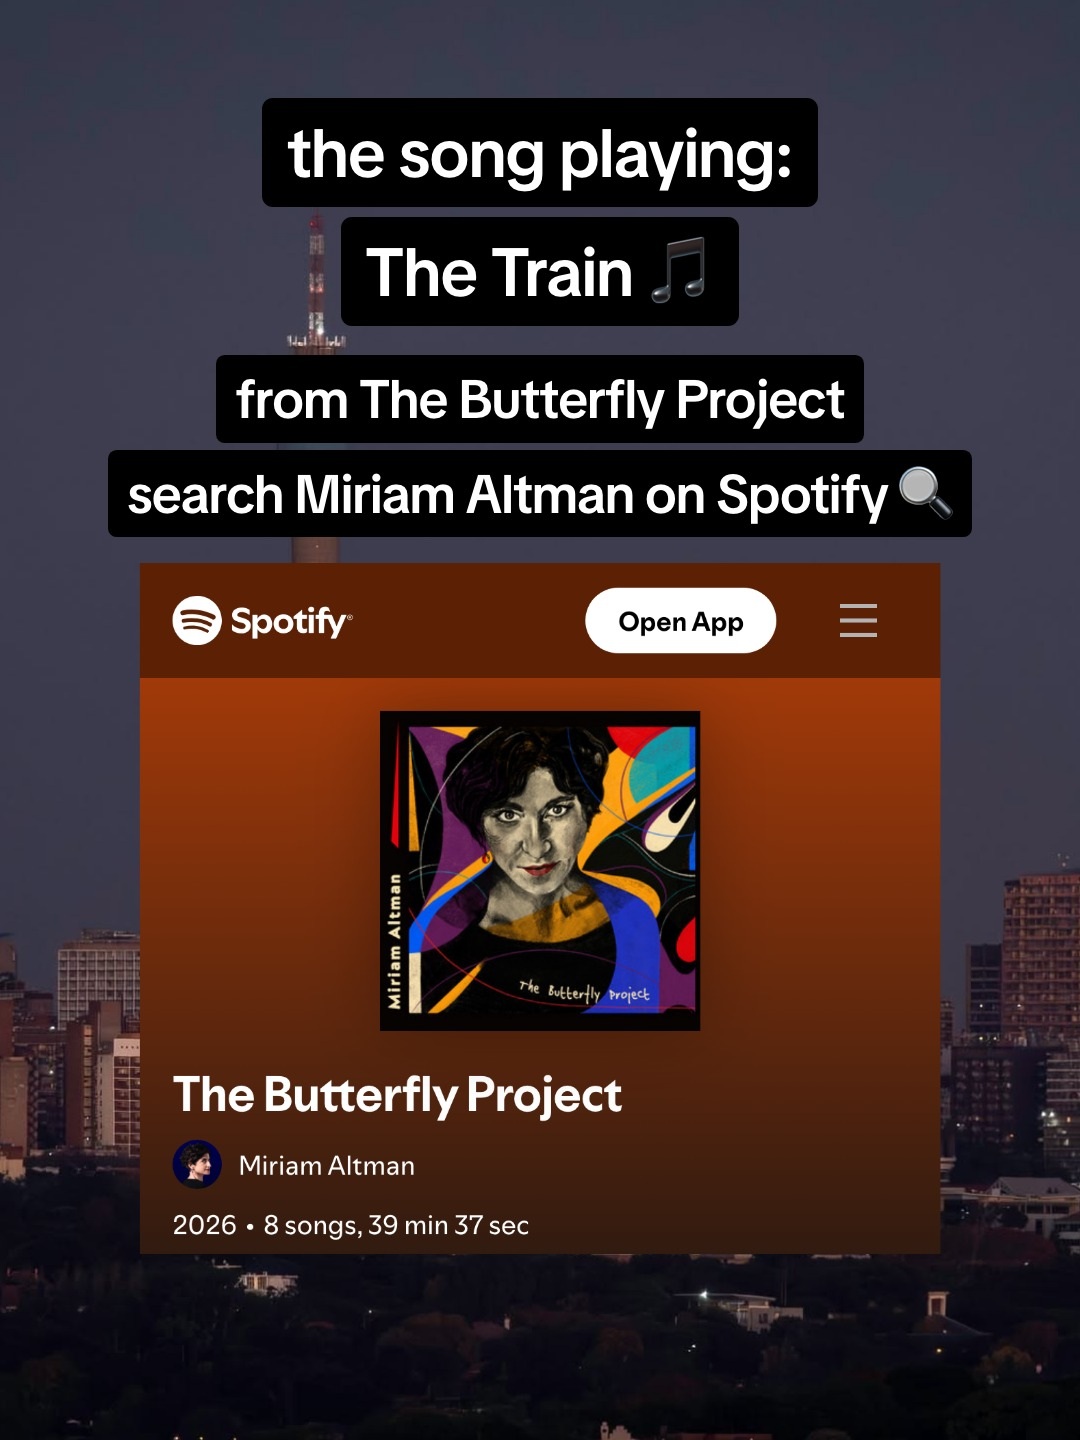 the song playing:
The Train 🎵
from The Butterfly Project
search Miriam Altman on Spotify 🔍
Spotify®
Open App
Miriam Altman
The Butterfly Project
The Butterfly Project
Miriam Altman
2026 • 8 songs, 39 min 37 sec